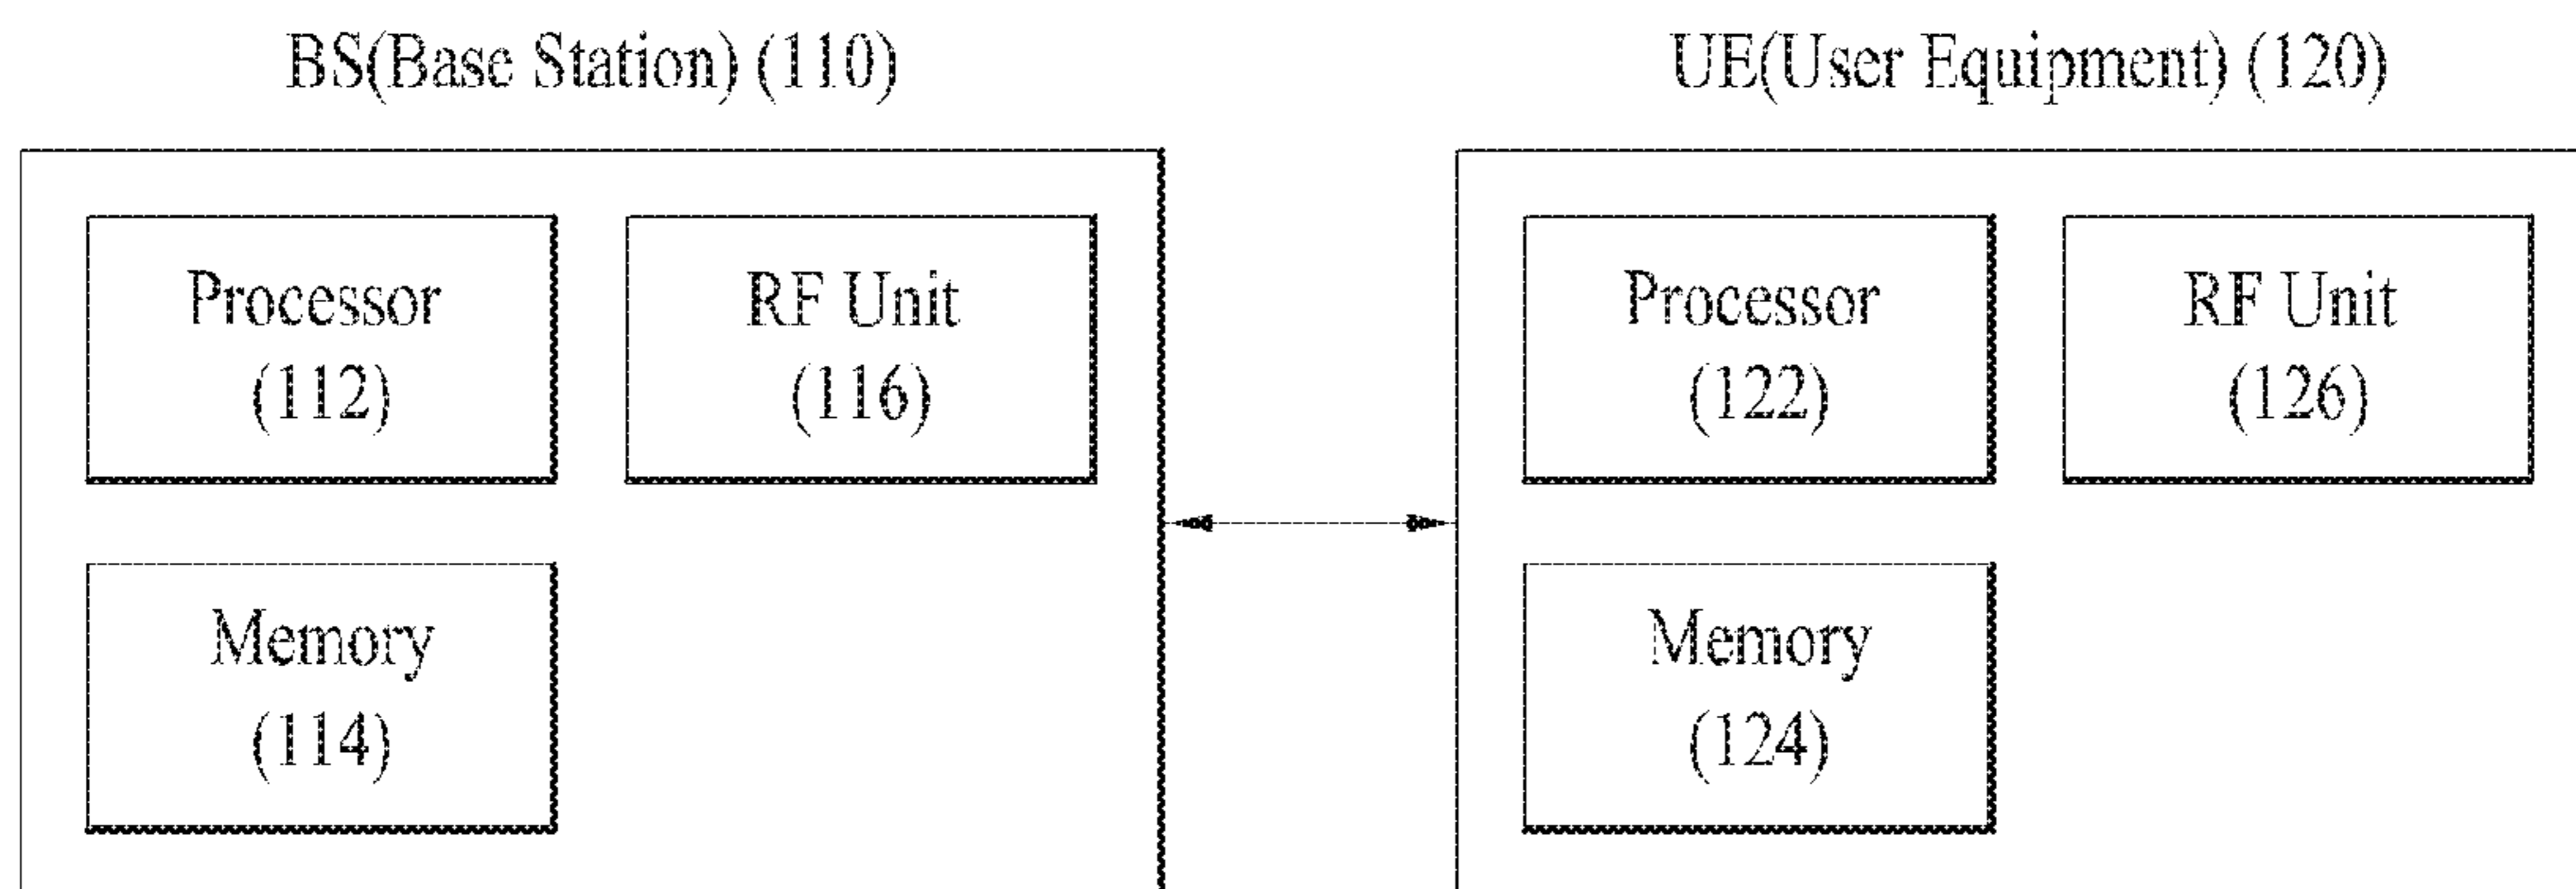 BS(Base Station) (110)
Processor
(112)
RF Unit
(116)
Memory
(114)
UE(User Equipment) (120)
Processor
(122)
RF Unit
(126)
Memory
(124)